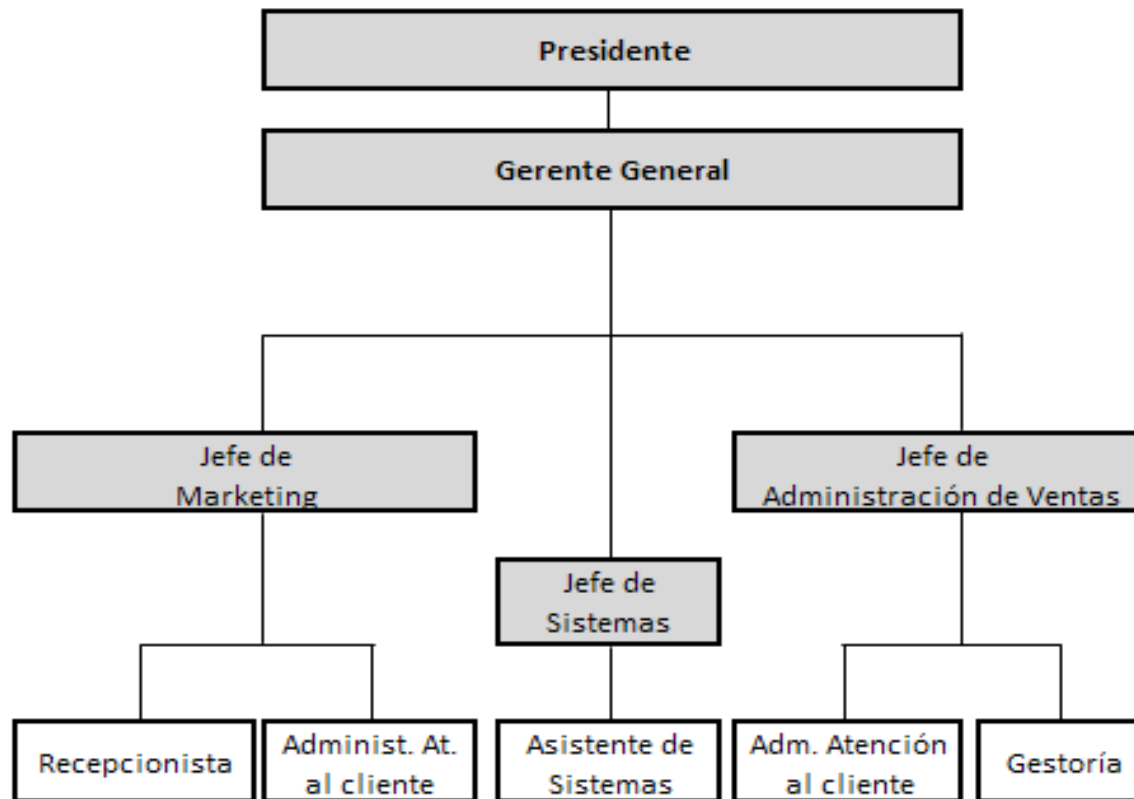 Presidente
Gerente General
Jefe de
Marketing
Jefe de
Administración de Ventas
Jefe de
Sistemas
Recepcionista
Administ. At.
al cliente
Asistente de
Sistemas
Adm. Atención
al cliente
Gestoría